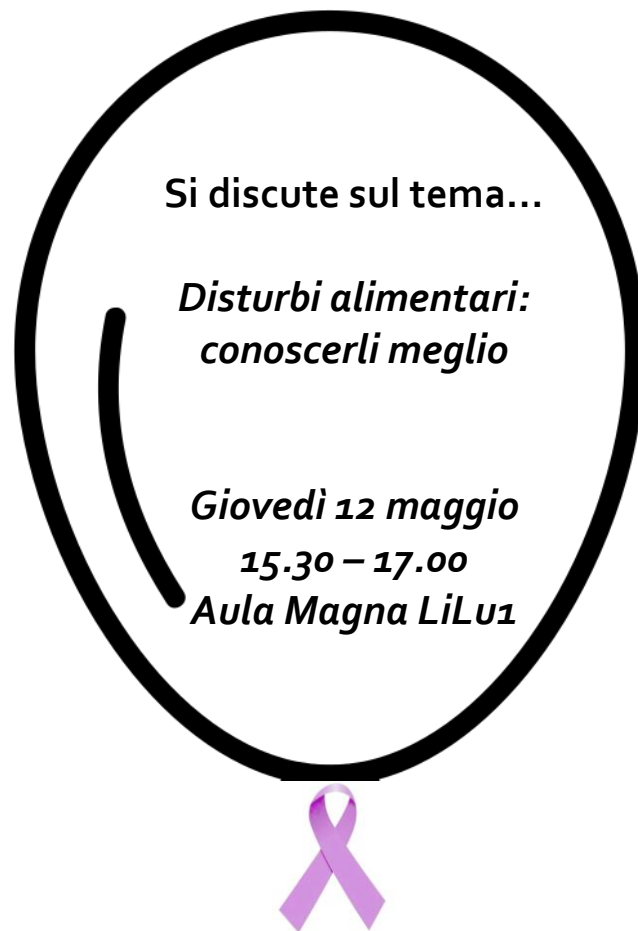 Si discute sul tema...
Disturbi alimentari:
conoscerli meglio
Giovedì 12 maggio
15.30 – 17.00
Aula Magna LiLu1